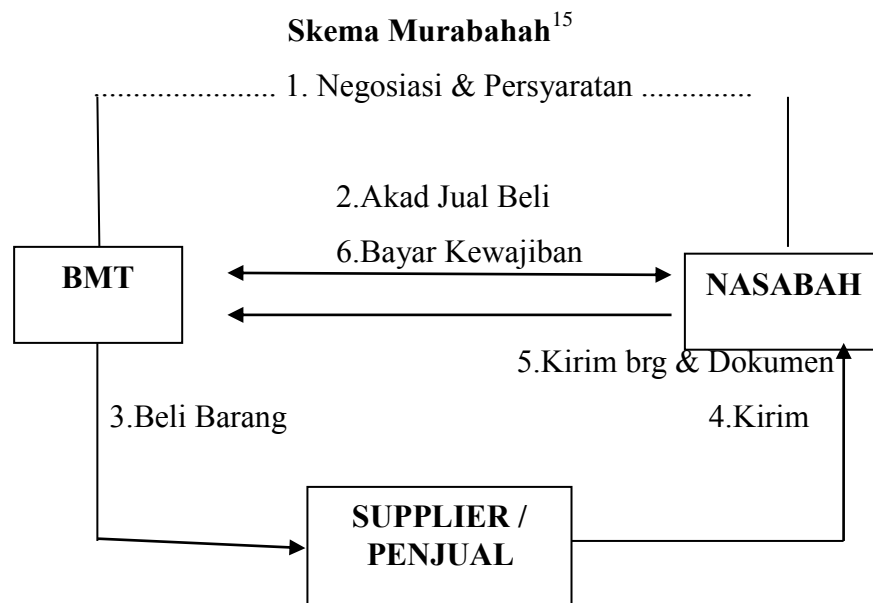 Skema Murabahah15
...................... 1. Negosiasi & Persyaratan .............
2.Akad Jual Beli
6.Bayar Kewajiban
BMT
NASABAH
5.Kirim brg & Dokumen
3.Beli Barang
4.Kirim
SUPPLIER /
PENJUAL